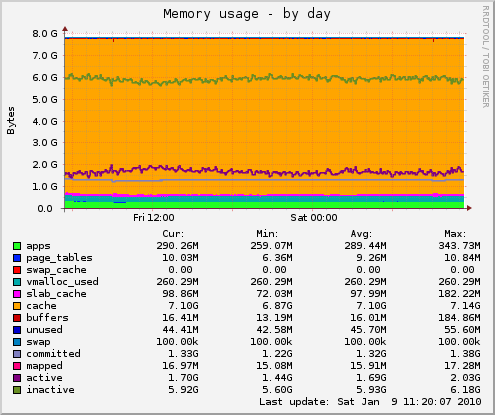 Memory usage - by day
RRDTOOL / TOBI OETIKER
Bytes
8.0 G
7.0 G
6.0 G
5.0 G
4.0 G
3.0 G
2.0 G
1.0 G
0.0
Fri 12:00 Sat 00:00
Cur: Min: Avg: Max:
apps 290.26M 259.07M 289.44M 343.73M
page_tables 10.03M 6.36M 9.26M 10.84M
swap_cache 0.00 0.00 0.00 0.00
vmalloc_used 260.29M 260.29M 260.29M 260.29M
slab_cache 98.86M 72.03M 97.99M 182.22M
cache 7.10G 6.87G 7.10G 7.14G
buffers 16.41M 13.19M 16.01M 184.86M
unused 44.41M 42.58M 45.70M 55.60M
swap 100.00k 100.00k 100.00k 100.00k
committed 1.33G 1.22G 1.32G 1.38G
mapped 16.97M 15.08M 15.91M 17.28M
active 1.70G 1.44G 1.69G 2.03G
inactive 5.92G 5.60G 5.93G 6.18G
Last update: Sat Jan 9 11:20:07 2010